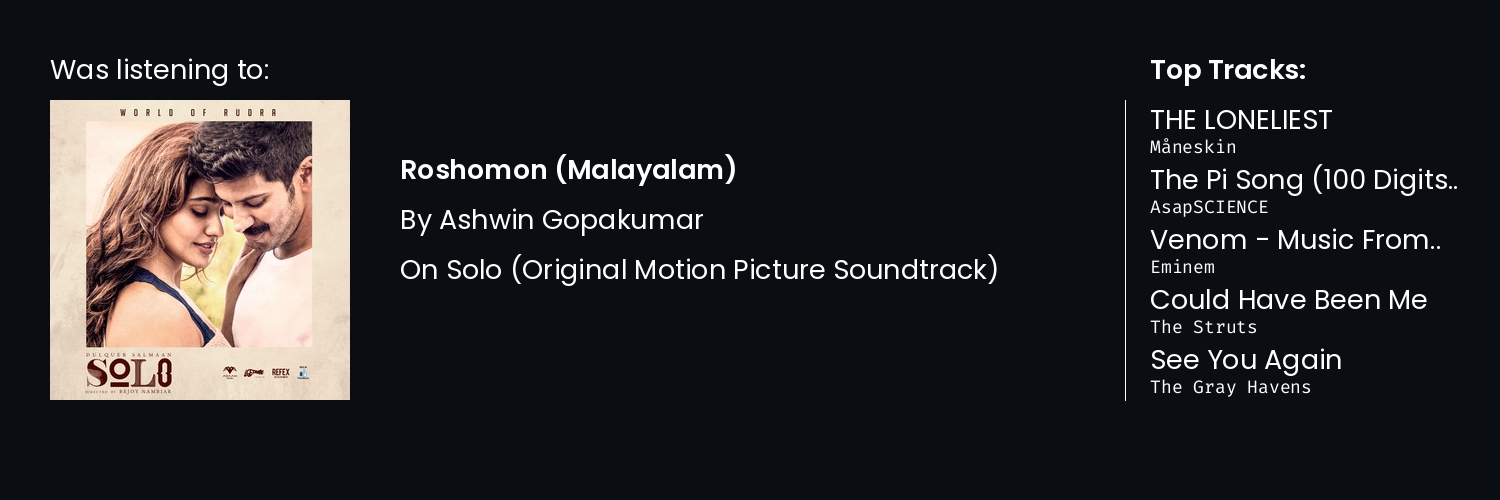 Was listening to:
WORLD OF RUDRA
DULQUER SALMAAN
SOLO
DIRECTED BY BEJOY NAMBIAR
REFEX
Roshomon (Malayalam)
By Ashwin Gopakumar
On Solo (Original Motion Picture Soundtrack)
Top Tracks:
THE LONELIEST
Måneskin
The Pi Song (100 Digits..
AsapSCIENCE
Venom - Music From..
Eminem
Could Have Been Me
The Struts
See You Again
The Gray Havens